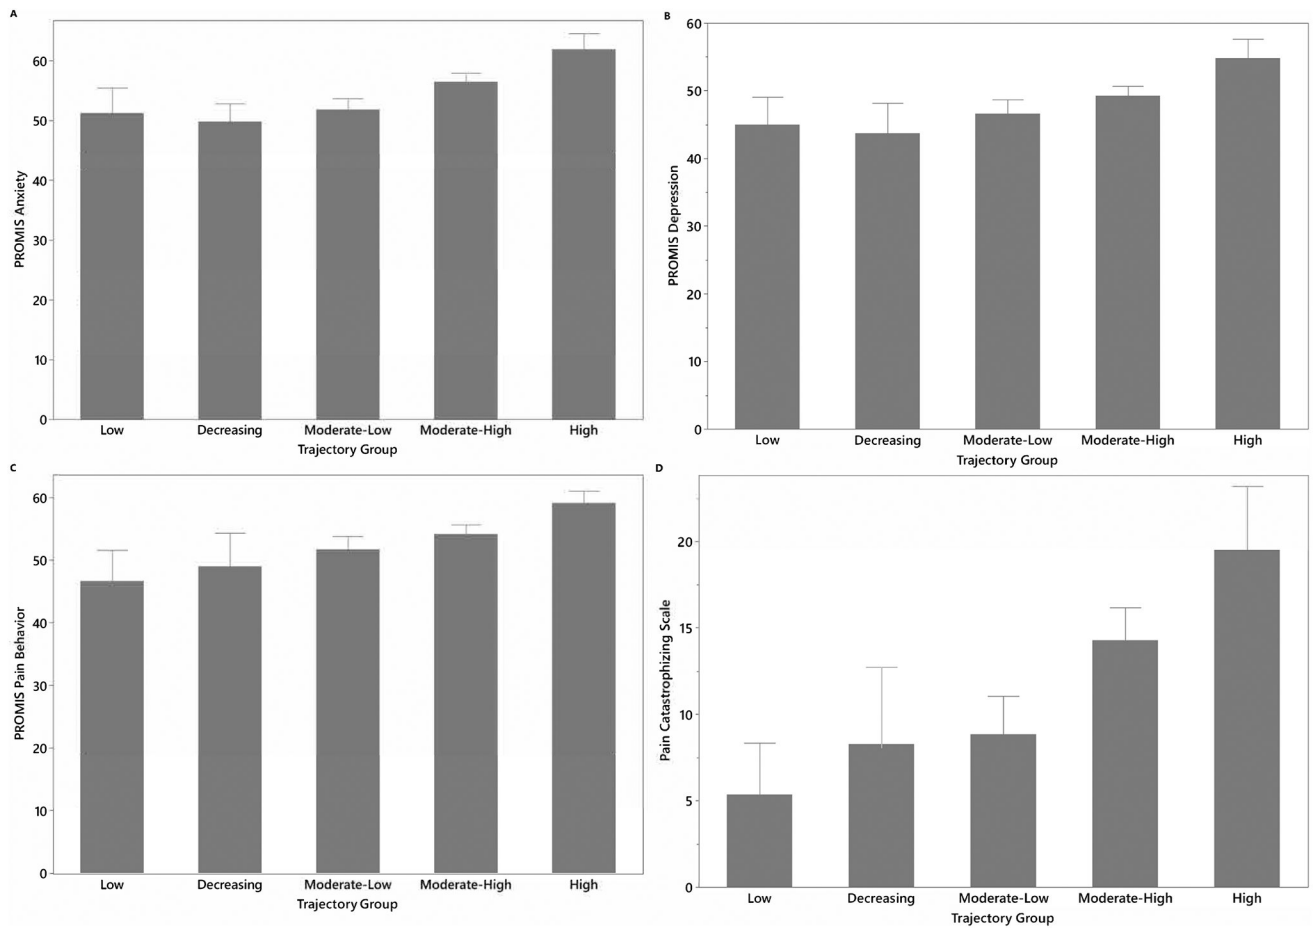 A
PROMIS Anxiety
60
50
40
30
20
10
0
Low Decreasing Moderate-Low Moderate-High High
Trajectory Group
B
PROMIS Depression
60
50
40
30
20
10
0
Low Decreasing Moderate-Low Moderate-High High
Trajectory Group
C
PROMIS Pain Behavior
60
50
40
30
20
10
0
Low Decreasing Moderate-Low Moderate-High High
Trajectory Group
D
Pain Catastrophizing Scale
20
15
10
5
0
Low Decreasing Moderate-Low Moderate-High High
Trajectory Group